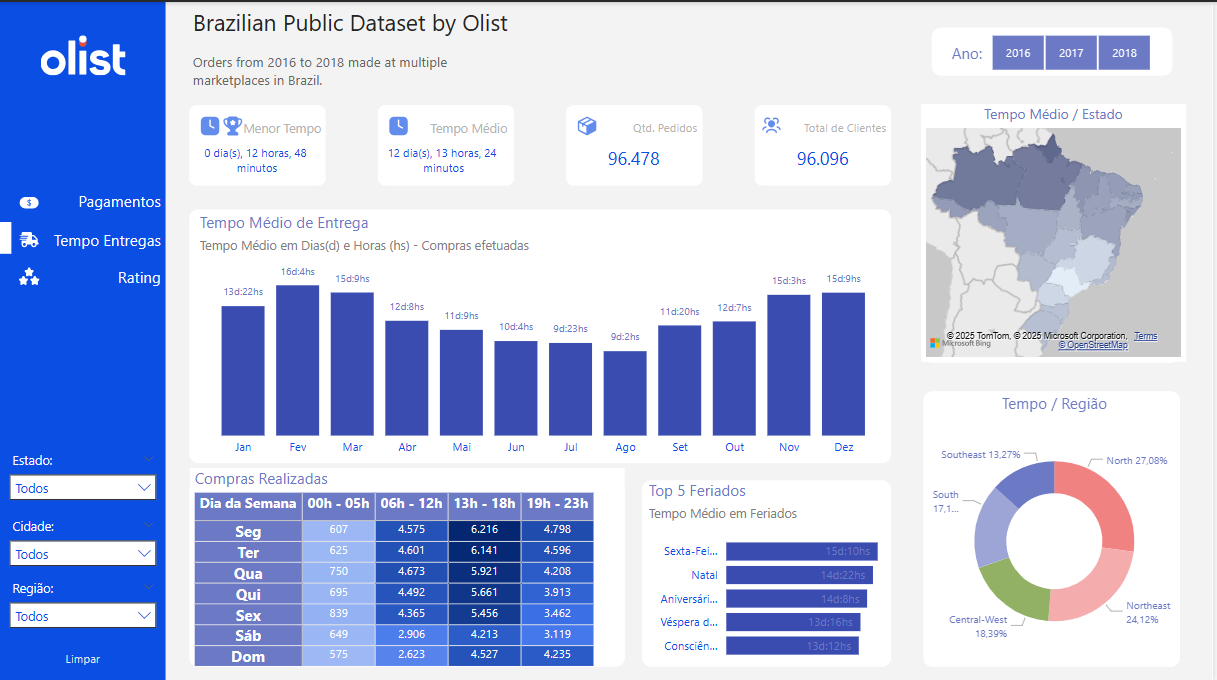 olist
Pagamentos
Tempo Entregas
Rating
Estado:
Todos
Cidade:
Todos
Região:
Todos
Limpar
Brazilian Public Dataset by Olist
Orders from 2016 to 2018 made at multiple
marketplaces in Brazil.
Ano: 2016 2017 2018
Menor Tempo
0 dia(s), 12 horas, 48
minutos
Tempo Médio
12 dia(s), 13 horas, 24
minutos
Qtd. Pedidos
96.478
Total de Clientes
96.096
Tempo Médio de Entrega
Tempo Médio em Dias(d) e Horas (hs) - Compras efetuadas
13d:22hs 16d:4hs 15d:9hs 12d:8hs 11d:9hs 10d:4hs 9d:23hs 9d:2hs 11d:20hs 12d:7hs 15d:3hs 15d:9hs
Jan Fev Mar Abr Mai Jun Jul Ago Set Out Nov Dez
Tempo Médio / Estado
© 2025 TomTom, © 2025 Microsoft Corporation, Terms
Microsoft Bing © OpenStreetMap
Compras Realizadas
Dia da Semana 00h - 05h 06h - 12h 13h - 18h 19h - 23h
Seg 607 4.575 6.216 4.798
Ter 625 4.601 6.141 4.596
Qua 750 4.673 5.921 4.208
Qui 695 4.492 5.661 3.913
Sex 839 4.365 5.456 3.462
Sáb 649 2.906 4.213 3.119
Dom 575 2.623 4.527 4.235
Top 5 Feriados
Tempo Médio em Feriados
Sexta-Fei... 15d:10hs
Natal 14d:22hs
Aniversári... 14d:8hs
Véspera d... 13d:16hs
Consciên... 13d:12hs
Tempo / Região
Southeast 13,27%
North 27,08%
South
17,1...
Central-West
18,39%
Northeast
24,12%